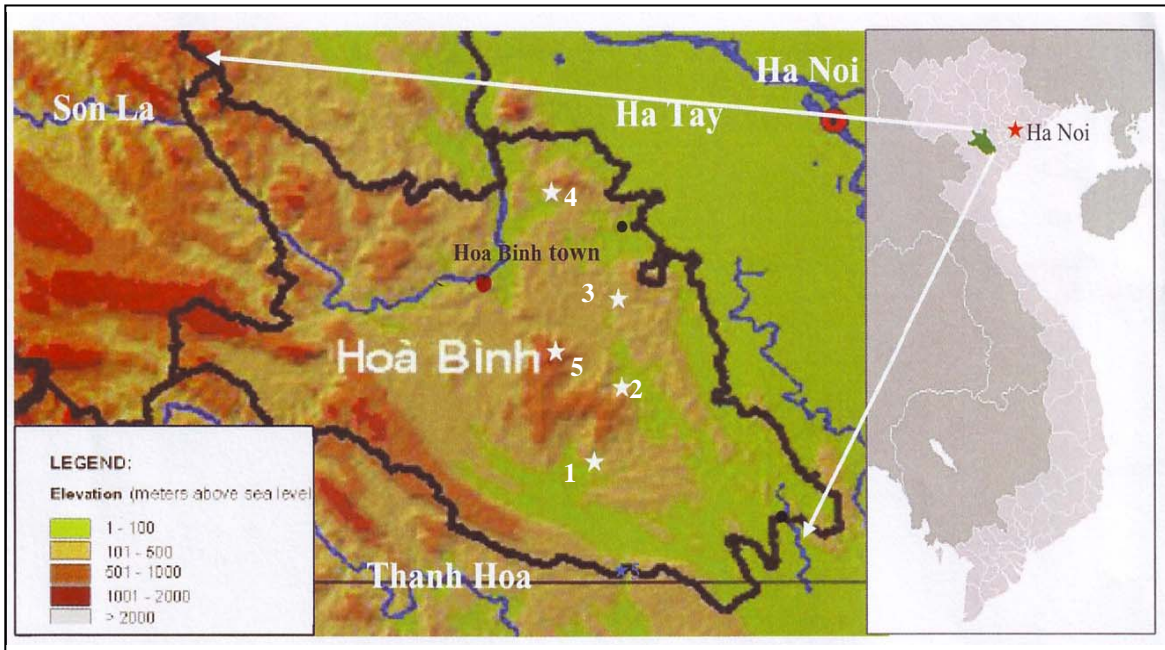 Son La
Ha Noi
Ha Tay
Ha Noi
4
Hoa Binh town
3
Hoà Bình
5
2
1
LEGEND:
Elevation (meters above sea level
1 - 100
101 - 500
501 - 1000
1001 - 2000
> 2000
Thanh Hoa